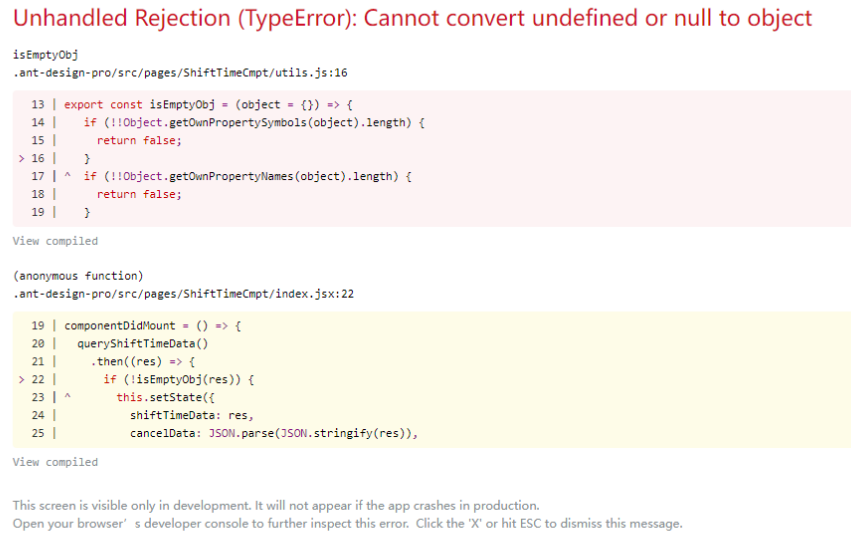 Unhandled Rejection (TypeError): Cannot convert undefined or null to object
isEmptyObj
.ant-design-pro/src/pages/ShiftTimeCmpt/utils.js:16
13 | export const isEmptyObj = (object = {}) => {
14 |   if (!!Object.getOwnPropertySymbols(object).length) {
15 |     return false;
> 16 |   }
17 | ^ if (!!Object.getOwnPropertyNames(object).length) {
18 |     return false;
19 |   }
View compiled
(anonymous function)
.ant-design-pro/src/pages/ShiftTimeCmpt/index.jsx:22
19 | componentDidMount = () => {
20 |   queryShiftTimeData()
21 |     .then((res) => {
> 22 |       if (!isEmptyObj(res)) {
23 | ^       this.setState({
24 |           shiftTimeData: res,
25 |           cancelData: JSON.parse(JSON.stringify(res)),
View compiled
This screen is visible only in development. It will not appear if the app crashes in production.
Open your browser’s developer console to further inspect this error. Click the 'X' or hit ESC to dismiss this message.